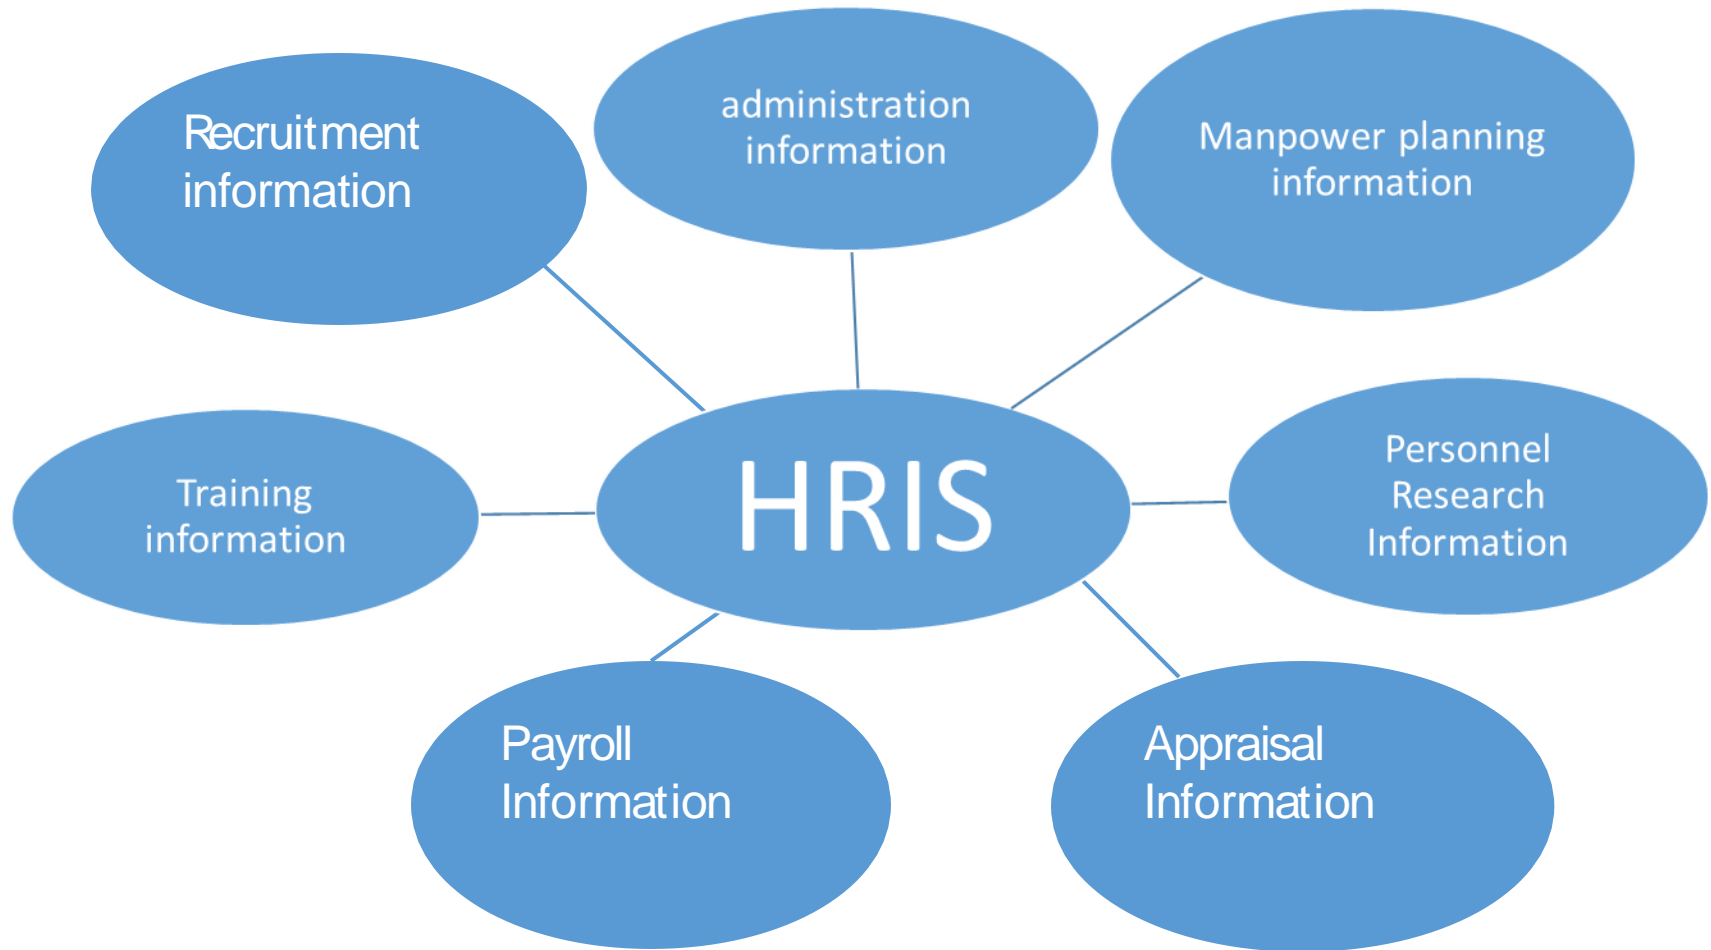 Recruitment
information
administration
information
Manpower planning
information
Training
information
HRIS
Personnel
Research
Information
Payroll
Information
Appraisal
Information